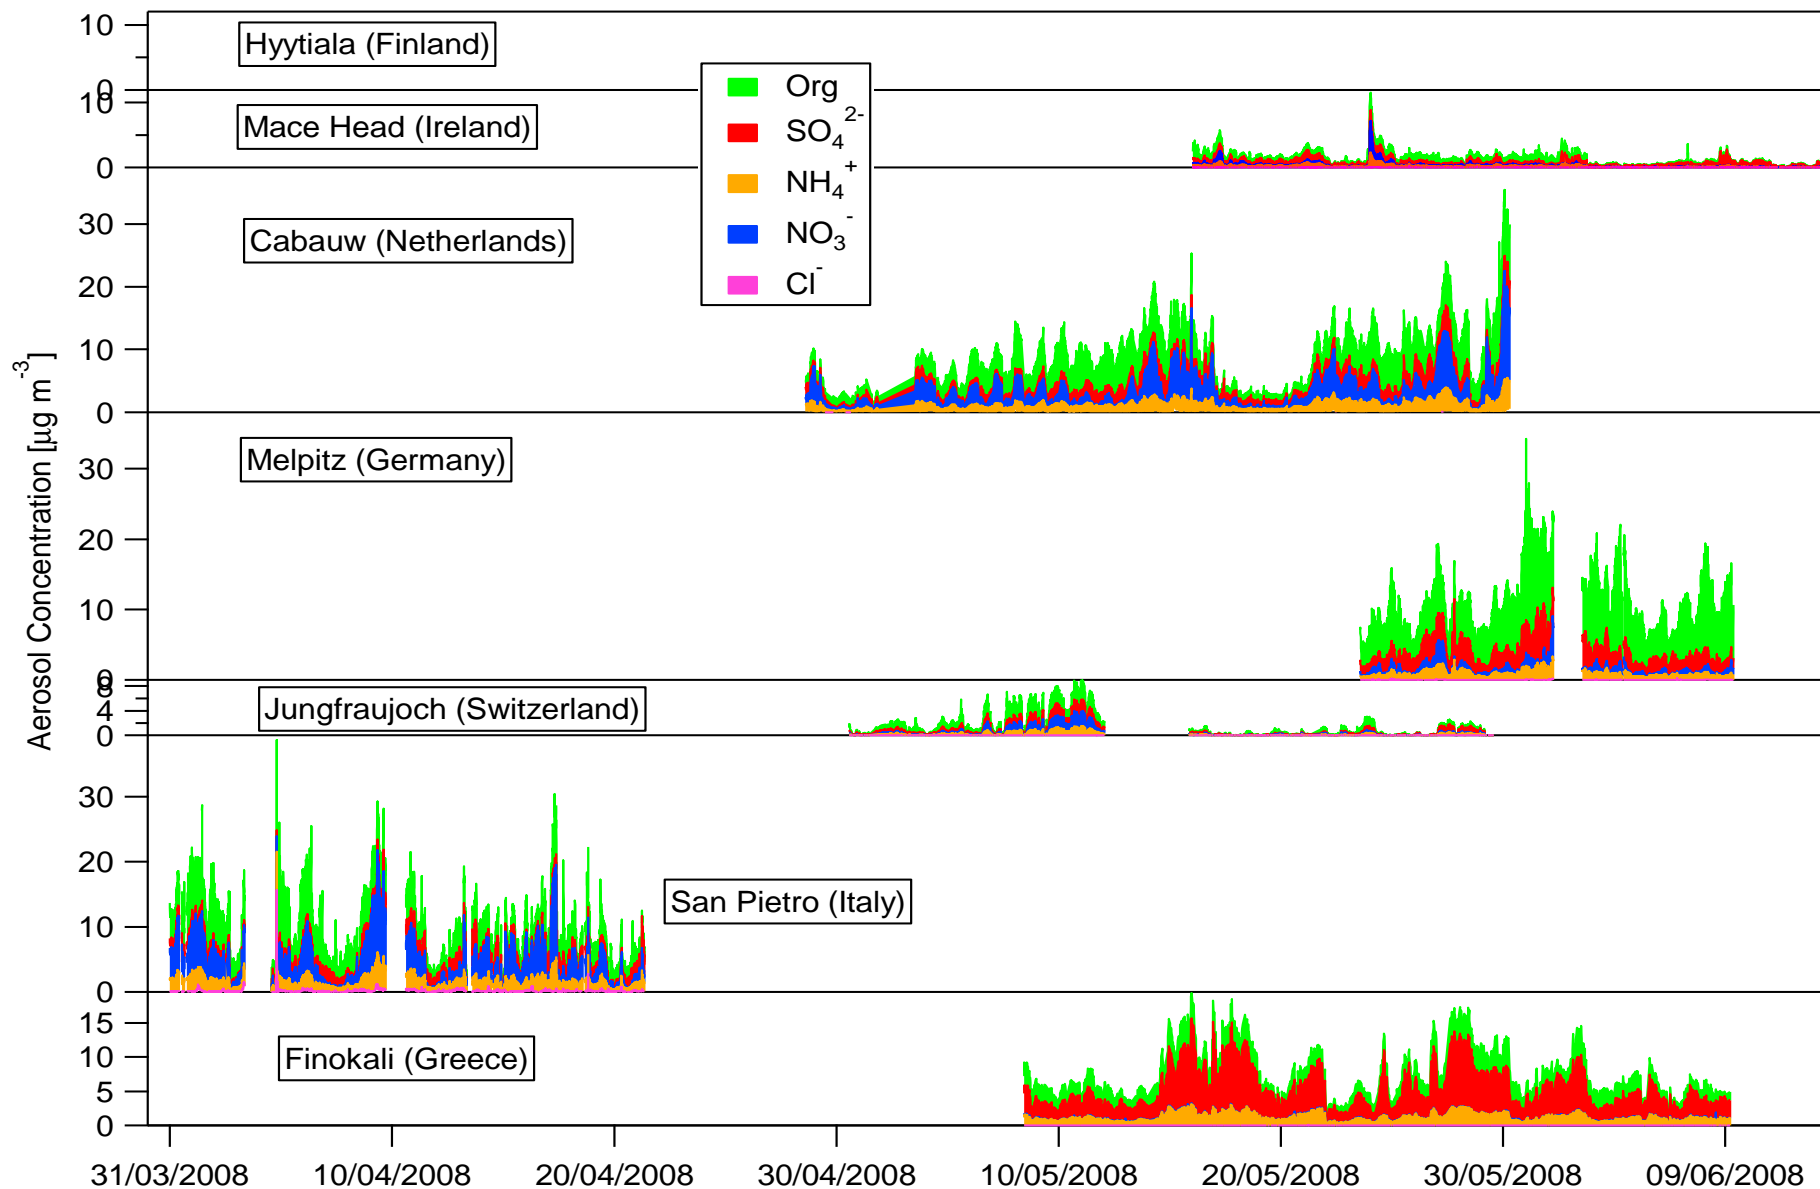 10
Hyytiala (Finland)
0
Org
SO₄²⁻
NH₄⁺
NO₃⁻
Cl⁻
10
Mace Head (Ireland)
0
30
Cabauw (Netherlands)
20
10
0
Aerosol Concentration [µg m⁻³]
Melpitz (Germany)
30
20
10
0
8
Jungfraujoch (Switzerland)
4
0
30
20
San Pietro (Italy)
10
0
15
Finokali (Greece)
10
5
0
31/03/2008 10/04/2008 20/04/2008 30/04/2008 10/05/2008 20/05/2008 30/05/2008 09/06/2008